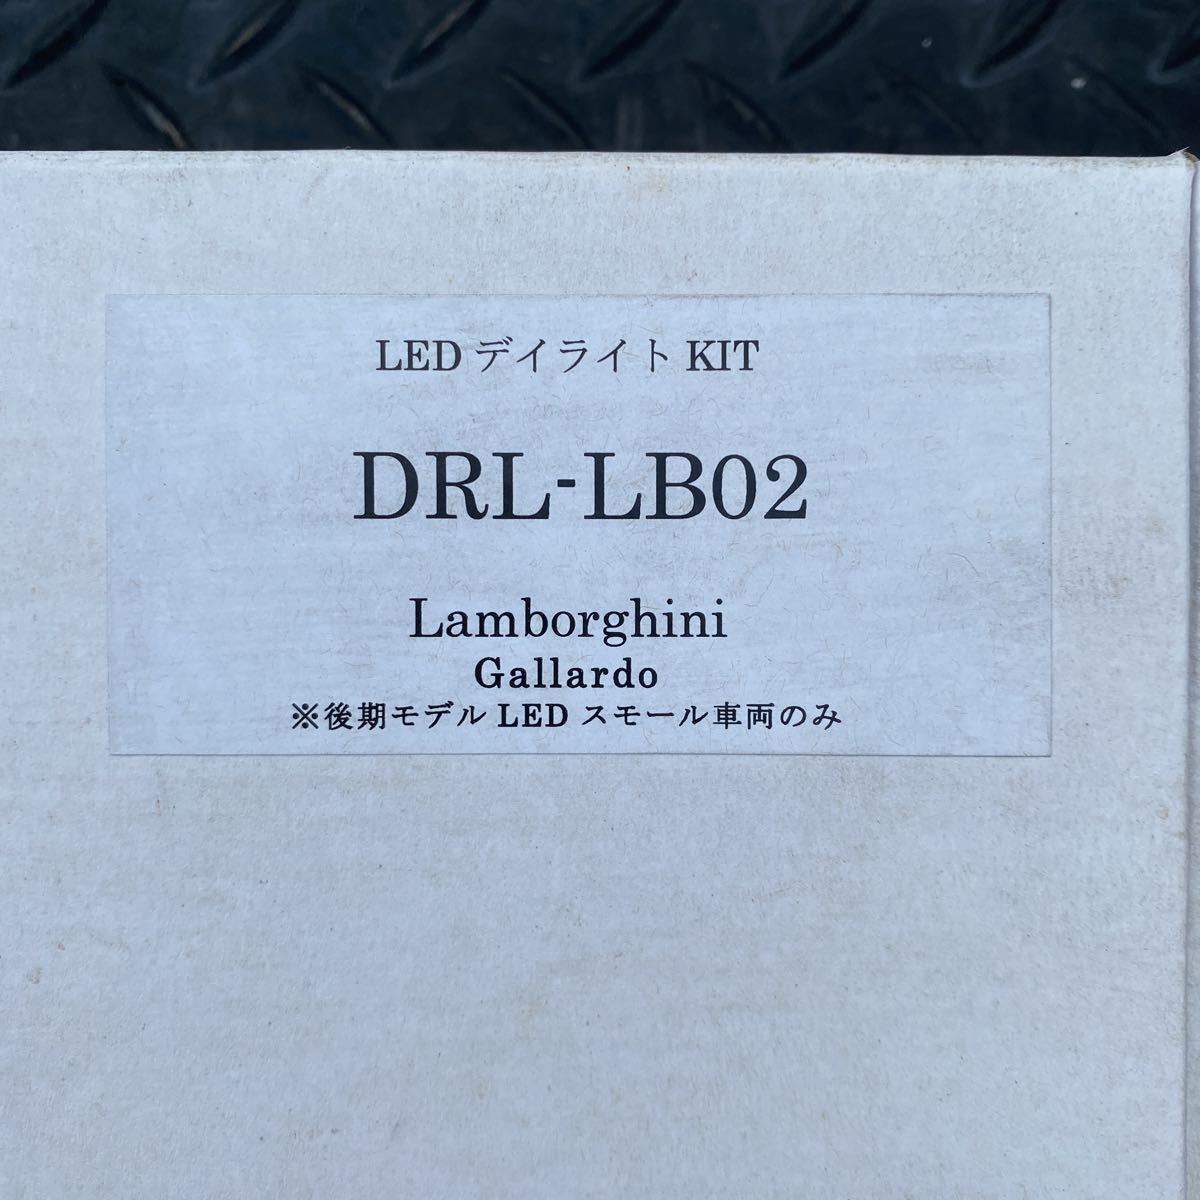 LED デイライト KIT
DRL-LB02
Lamborghini
Gallardo
※後期モデル LED スモール車両のみ